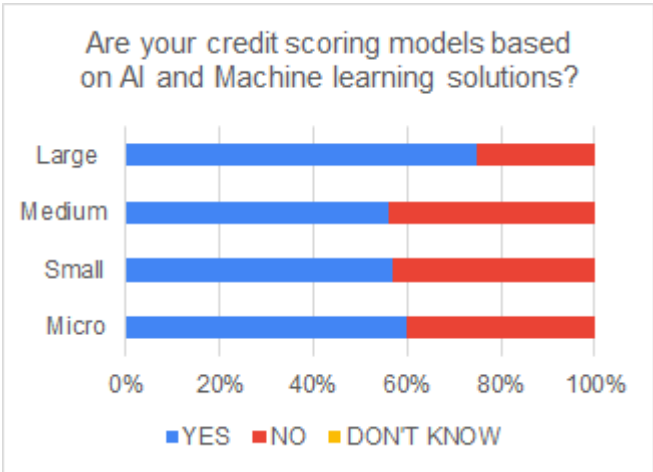 Are your credit scoring models based
on AI and Machine learning solutions?
Large
Medium
Small
Micro
0% 20% 40% 60% 80% 100%
YES NO DON'T KNOW